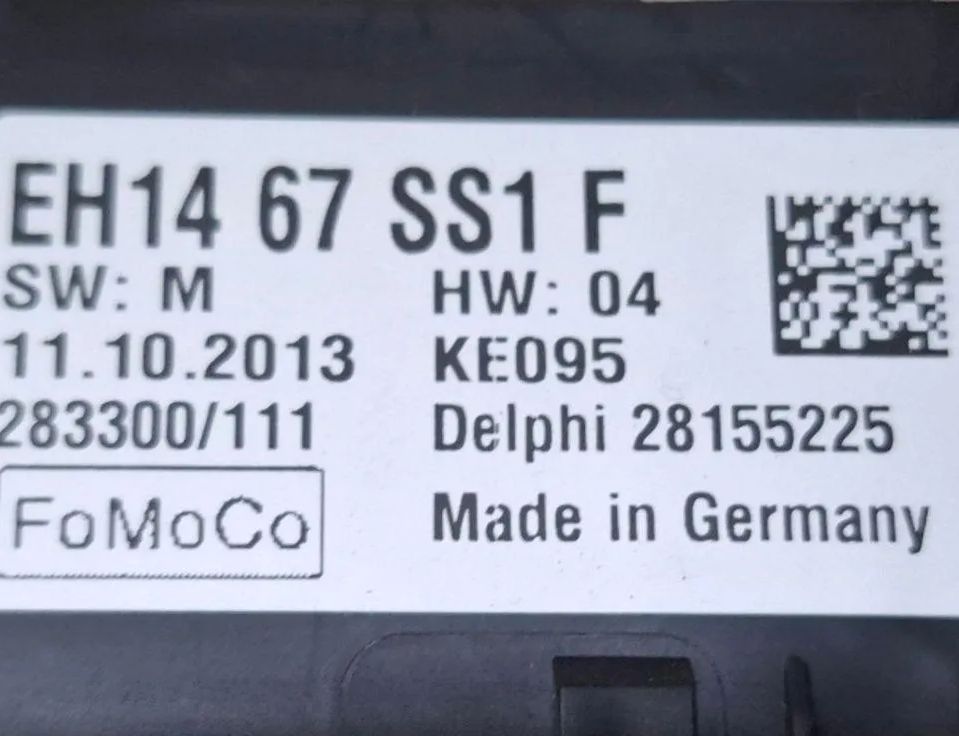 EH14 67 SS1 F
SW: M HW: 04
11.10.2013 KE095
283300/111 Delphi 28155225
FoMoCo Made in Germany